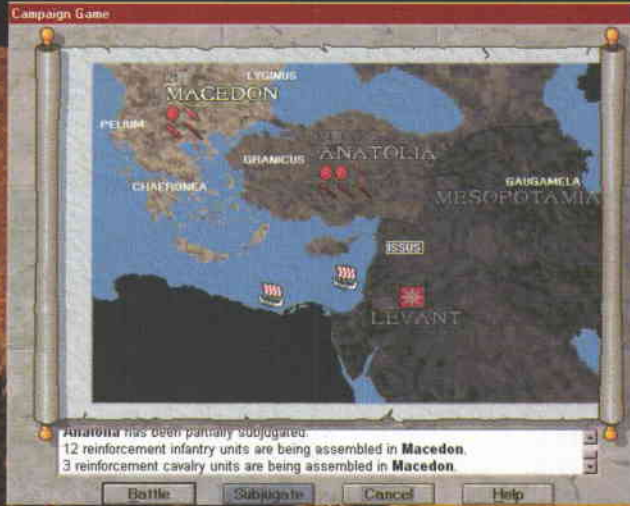 Campaign Game
LYGINUS
MACEDON
PELIUM
GRANICUS
ANATOLIA
CHAERONEA
GAUGAMELA
MESOPOTAMIA
ISSUS
LEVANT
Anatolia has been partially subjugated.
12 reinforcement infantry units are being assembled in Macedon.
3 reinforcement cavalry units are being assembled in Macedon.
Battle Subjugate Cancel Help